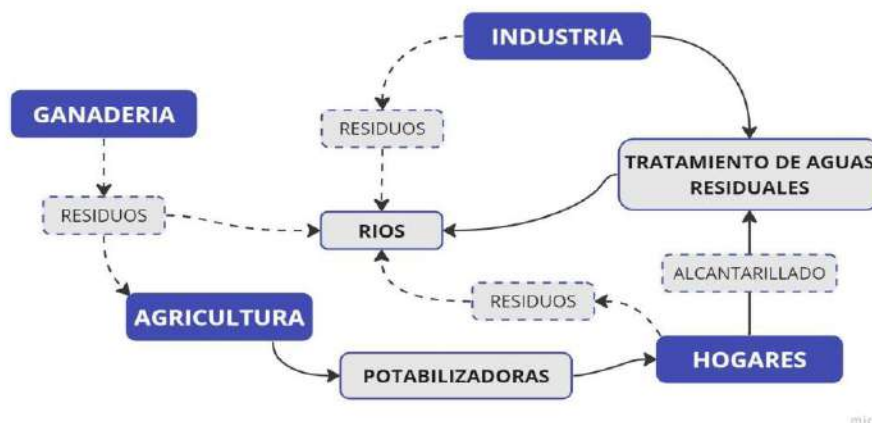 INDUSTRIA
GANADERIA
RESIDUOS
TRATAMIENTO DE AGUAS
RESIDUALES
RESIDUOS
RIOS
ALCANTARILLADO
RESIDUOS
AGRICULTURA
HOGARES
POTABILIZADORAS